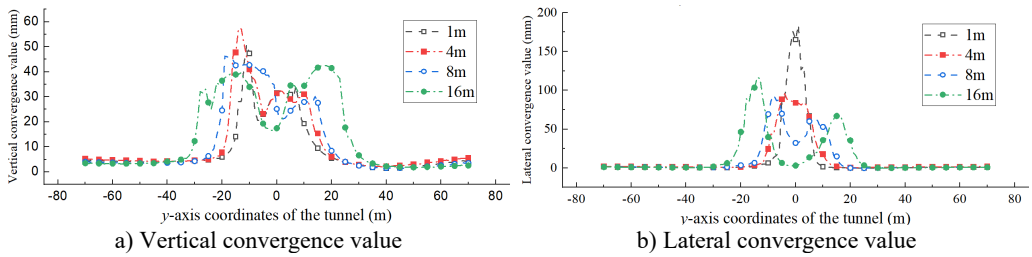 Vertical convergence value (mm)
60
50
40
30
20
10
0
-80
-60
-40
-20
0
20
40
60
80
1m
4m
8m
16m
y-axis coordinates of the tunnel (m)
a) Vertical convergence value
Lateral convergence value (mm)
200
150
100
50
0
-80
-60
-40
-20
0
20
40
60
80
1m
4m
8m
16m
y-axis coordinates of the tunnel (m)
b) Lateral convergence value